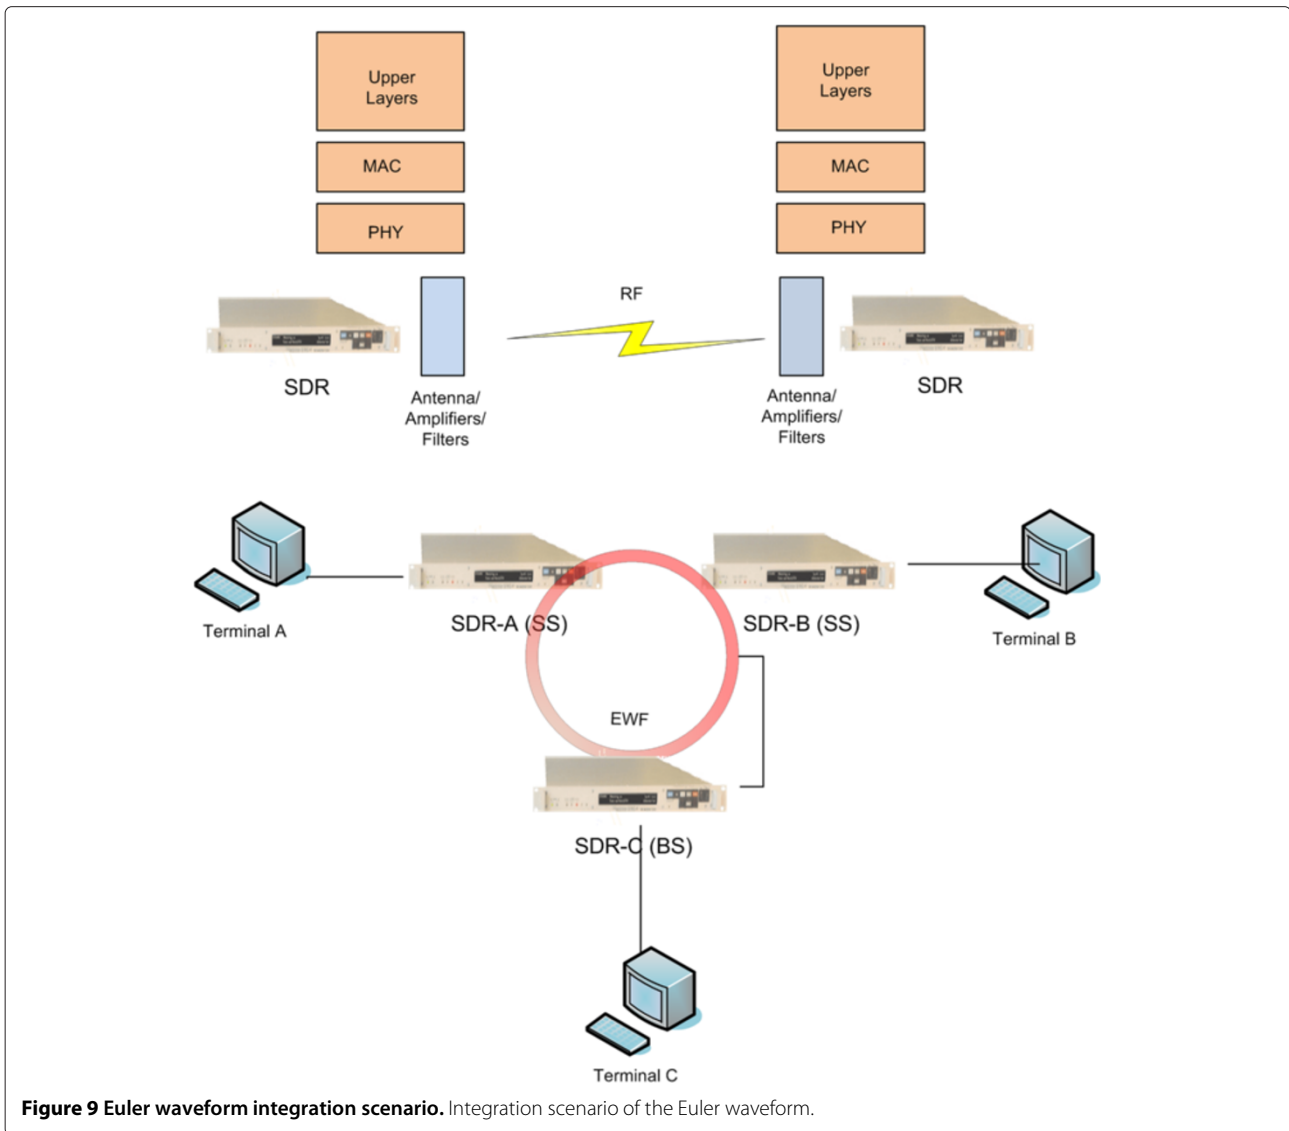 Upper
Layers
MAC
PHY
Upper
Layers
MAC
PHY
RF
SDR
Antenna/
Amplifiers/
Filters
Antenna/
Amplifiers/
Filters
SDR
Terminal A
SDR-A (SS)
SDR-B (SS)
Terminal B
EWF
SDR-C (BS)
Terminal C
Figure 9 Euler waveform integration scenario. Integration scenario of the Euler waveform.